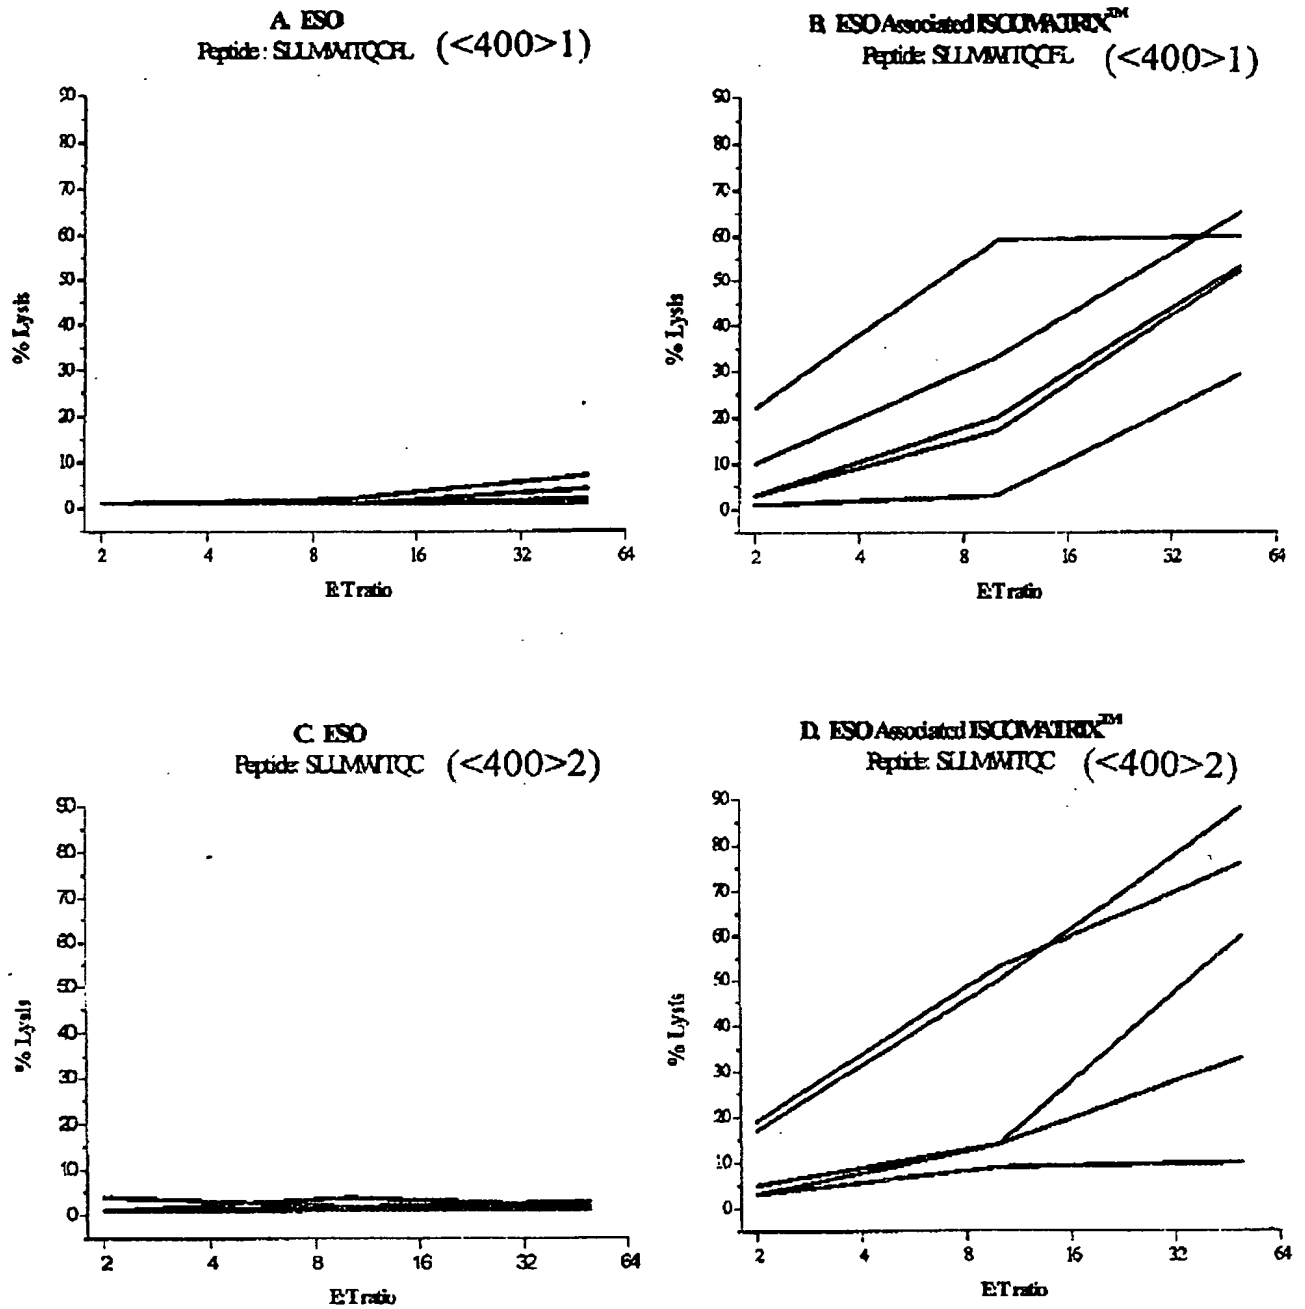 A. ESO
Peptide: SLLMWITQCFL (<400>1)
90
80
70
60
50
40
30
20
10
0
% Lysis
2 4 8 16 32 64
E:T ratio
B. ESO Associated ISCOMATRIX™
Peptide: SLLMWITQCFL (<400>1)
90
80
70
60
50
40
30
20
10
0
% Lysis
2 4 8 16 32 64
E:T ratio
C. ESO
Peptide: SLLMWITQC (<400>2)
90
80
70
60
50
40
30
20
10
0
% Lysis
2 4 8 16 32 64
E:T ratio
D. ESO Associated ISCOMATRIX™
Peptide: SLLMWITQC (<400>2)
90
80
70
60
50
40
30
20
10
0
% Lysis
2 4 8 16 32 64
E:T ratio